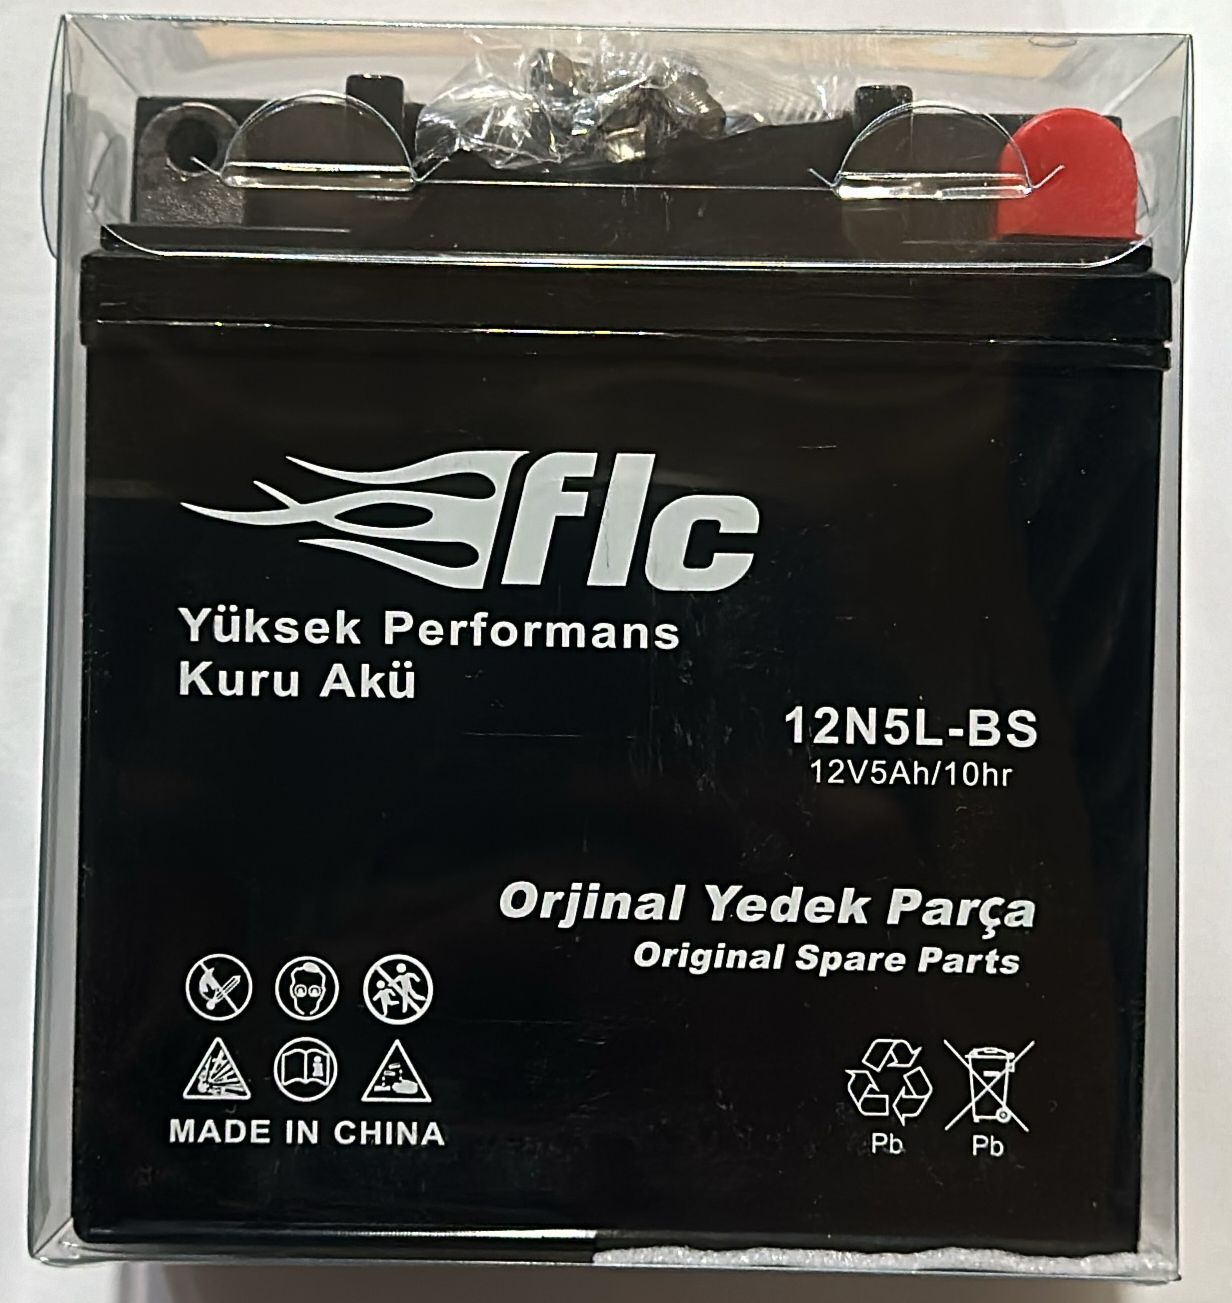 flc
Yüksek Performans
Kuru Akü
12N5L-BS
12V5Ah/10hr
Orjinal Yedek Parça
Original Spare Parts
MADE IN CHINA
Pb
Pb